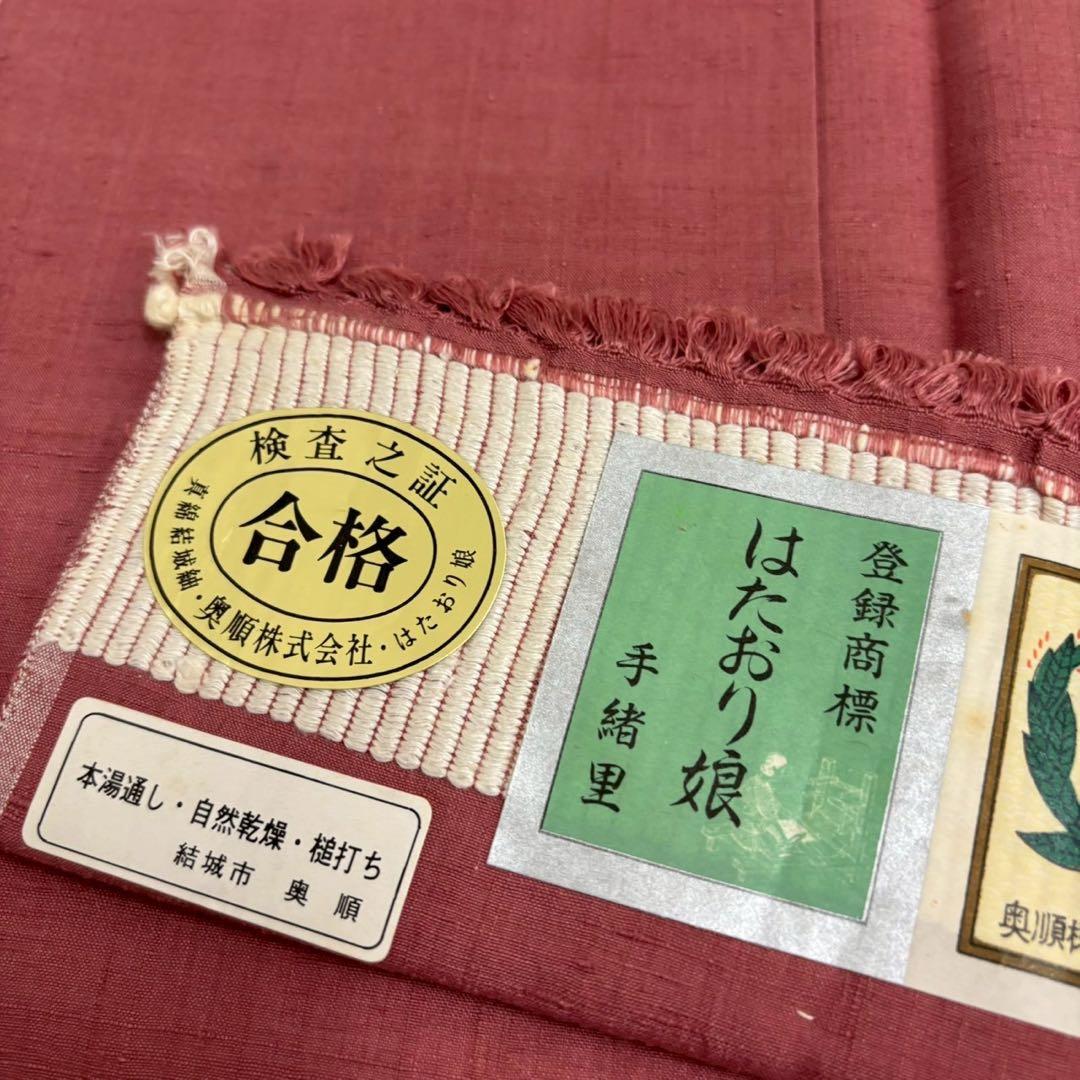 検査之証
合格
真綿結城紬・奥順株式会社・はたおり娘
本湯通し・自然乾燥・槌打ち
結城市 奥順
登録商標
はたおり娘
手緒里
奥順株